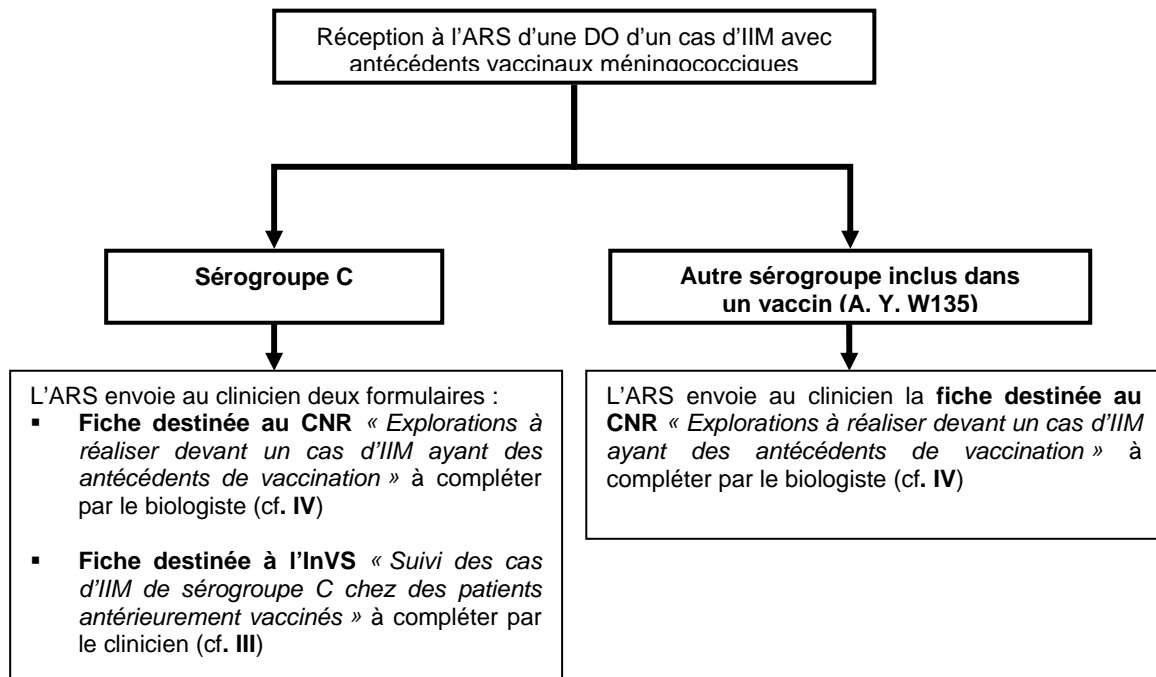 Réception à l’ARS d’une DO d’un cas d’IIM avec
antécédents vaccinaux méningococciques
Sérogroupe C
Autre sérogroupe inclus dans
un vaccin (A, Y, W135)
L’ARS envoie au clinicien deux formulaires :
▪ Fiche destinée au CNR « Explorations à
réaliser devant un cas d’IIM ayant des
antécédents de vaccination » à compléter
par le biologiste (cf. IV)
▪ Fiche destinée à l’InVS « Suivi des cas
d’IIM de sérogroupe C chez des patients
antérieurement vaccinés » à compléter par
le clinicien (cf. III)
L’ARS envoie au clinicien la fiche destinée au
CNR « Explorations à réaliser devant un cas d’IIM
ayant des antécédents de vaccination » à
compléter par le biologiste (cf. IV)